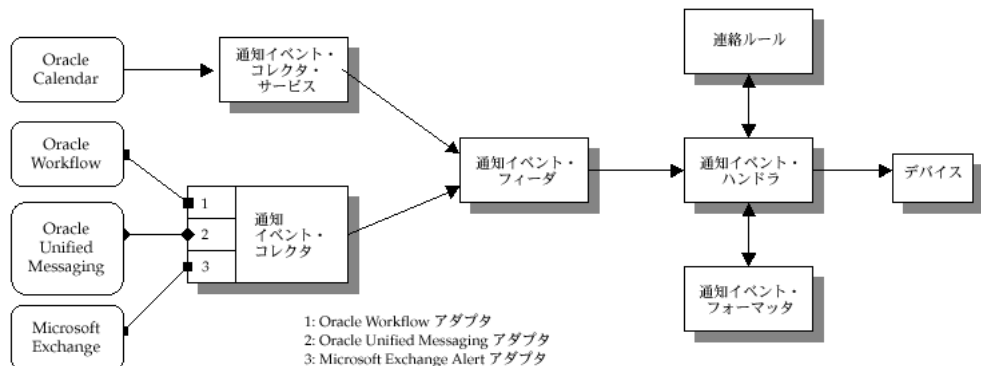 Oracle
Calendar
通知イベント・
コレクタ・
サービス
連絡ルール
Oracle
Workflow
通知イベント・
フィーダ
通知イベント・
ハンドラ
デバイス
Oracle
Unified
Messaging
1
2
3
通知
イベント・
コレクタ
Microsoft
Exchange
通知イベント・
フォーマッタ
1: Oracle Workflow アダプタ
2: Oracle Unified Messaging アダプタ
3: Microsoft Exchange Alert アダプタ